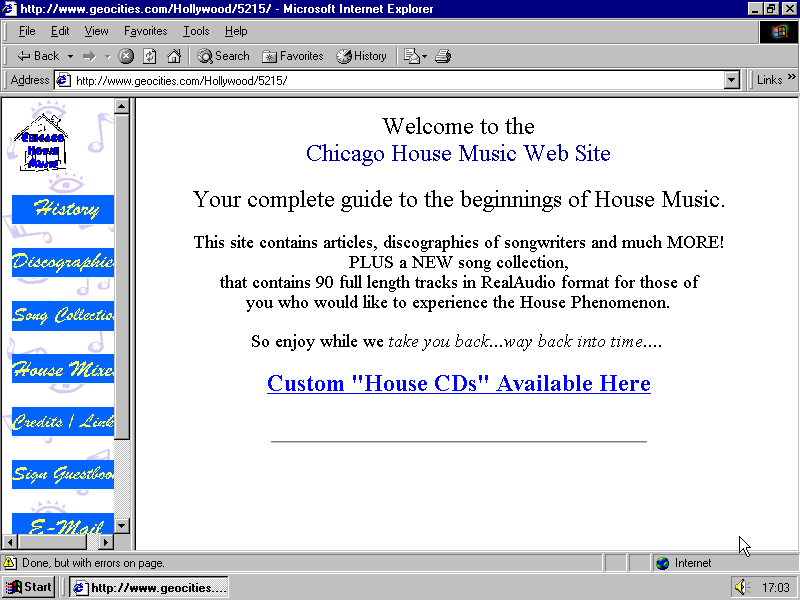 http://www.geocities.com/Hollywood/5215/ - Microsoft Internet Explorer
File Edit View Favorites Tools Help
Back Search Favorites History
Address http://www.geocities.com/Hollywood/5215/ Links »
Chicago
House
Music
History
Discographie
Song Collectio
House Mixe
Credits / Link
Sign Guestboo
E-Mail
Welcome to the
Chicago House Music Web Site
Your complete guide to the beginnings of House Music.
This site contains articles, discographies of songwriters and much MORE!
PLUS a NEW song collection,
that contains 90 full length tracks in RealAudio format for those of
you who would like to experience the House Phenomenon.
So enjoy while we take you back...way back into time....
Custom "House CDs" Available Here
Done, but with errors on page. Internet
Start http://www.geocities.... 17:03